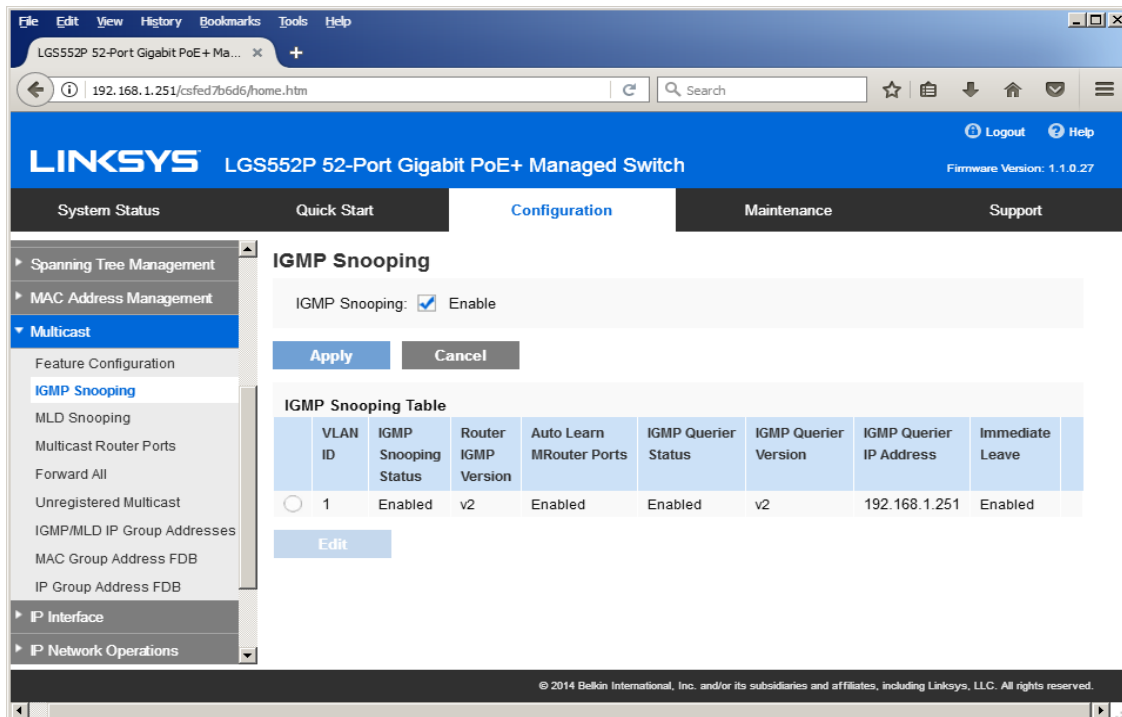 File Edit View History Bookmarks Tools Help
LGS552P 52-Port Gigabit PoE+ Ma...
192.168.1.251/csfed7b6d6/home.htm
Search
Logout Help
LINKSYS LGS552P 52-Port Gigabit PoE+ Managed Switch
Firmware Version: 1.1.0.27
System Status Quick Start Configuration Maintenance Support
Spanning Tree Management
MAC Address Management
Multicast
Feature Configuration
IGMP Snooping
MLD Snooping
Multicast Router Ports
Forward All
Unregistered Multicast
IGMP/MLD IP Group Addresses
MAC Group Address FDB
IP Group Address FDB
IP Interface
IP Network Operations
IGMP Snooping
IGMP Snooping: Enable
Apply Cancel
IGMP Snooping Table
VLAN ID IGMP Snooping Status Router IGMP Version Auto Learn MRouter Ports IGMP Querier Status IGMP Querier Version IGMP Querier IP Address Immediate Leave
1 Enabled v2 Enabled Enabled v2 192.168.1.251 Enabled
Edit
© 2014 Belkin International, Inc. and/or its subsidiaries and affiliates, including Linksys, LLC. All rights reserved.